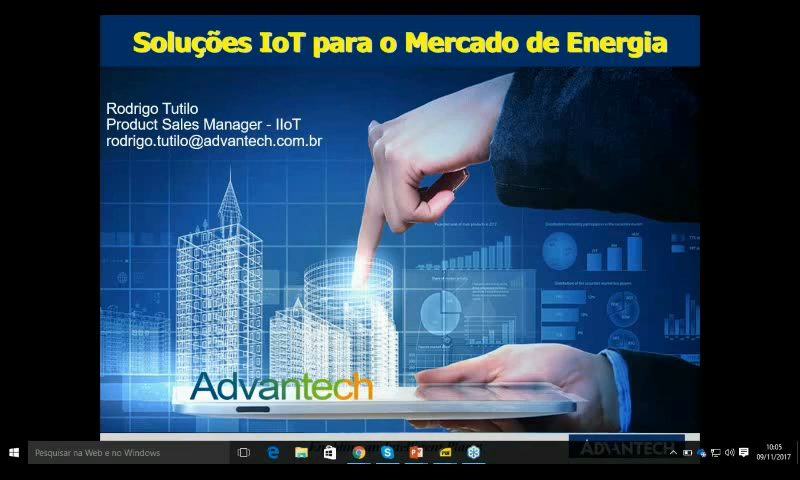 Soluções IoT para o Mercado de Energia
Rodrigo Tutilo
Product Sales Manager - IIoT
rodrigo.tutilo@advantech.com.br
Advantech
ADVANTECH
Pesquisar na Web e no Windows
10:05
09/11/2017